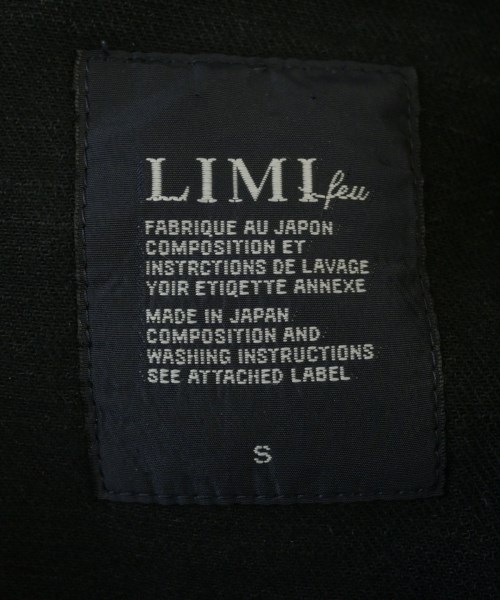 LIMI feu
FABRIQUE AU JAPON
COMPOSITION ET
INSTRCTIONS DE LAVAGE
YOIR ETIQETTE ANNEXE
MADE IN JAPAN
COMPOSITION AND
WASHING INSTRUCTIONS
SEE ATTACHED LABEL
S